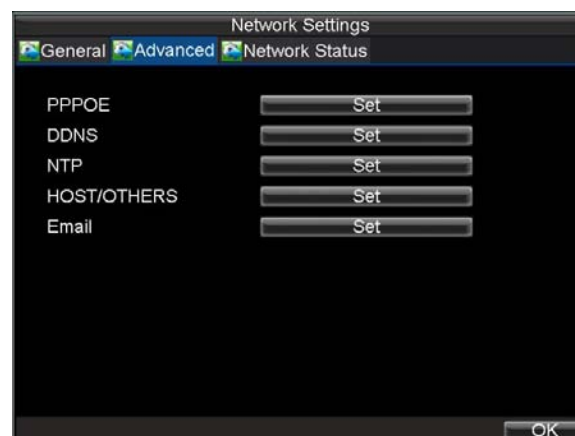 Network Settings
General Advanced Network Status
PPPOE Set
DDNS Set
NTP Set
HOST/OTHERS Set
Email Set
OK